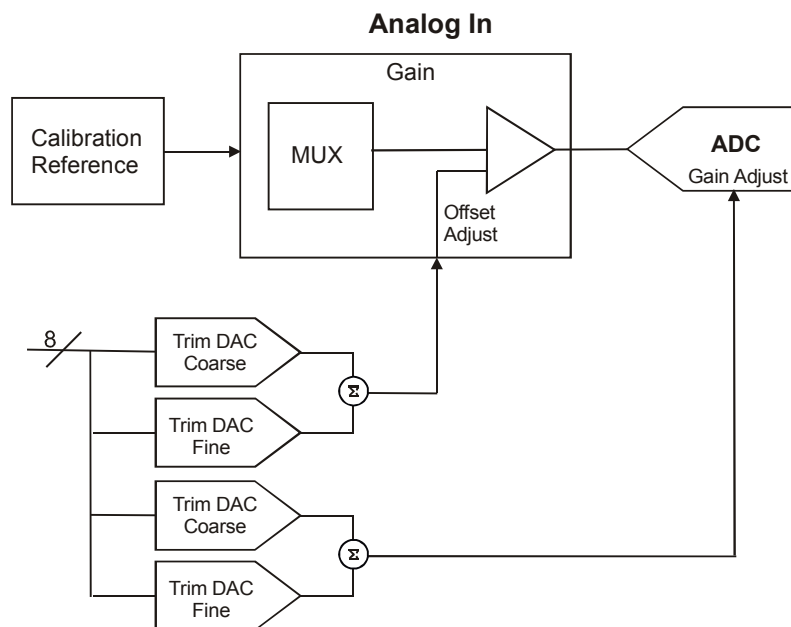 Analog In
Gain
Calibration
Reference
MUX
ADC
Gain Adjust
Offset
Adjust
8
Trim DAC
Coarse
Σ
Trim DAC
Fine
Trim DAC
Coarse
Σ
Trim DAC
Fine